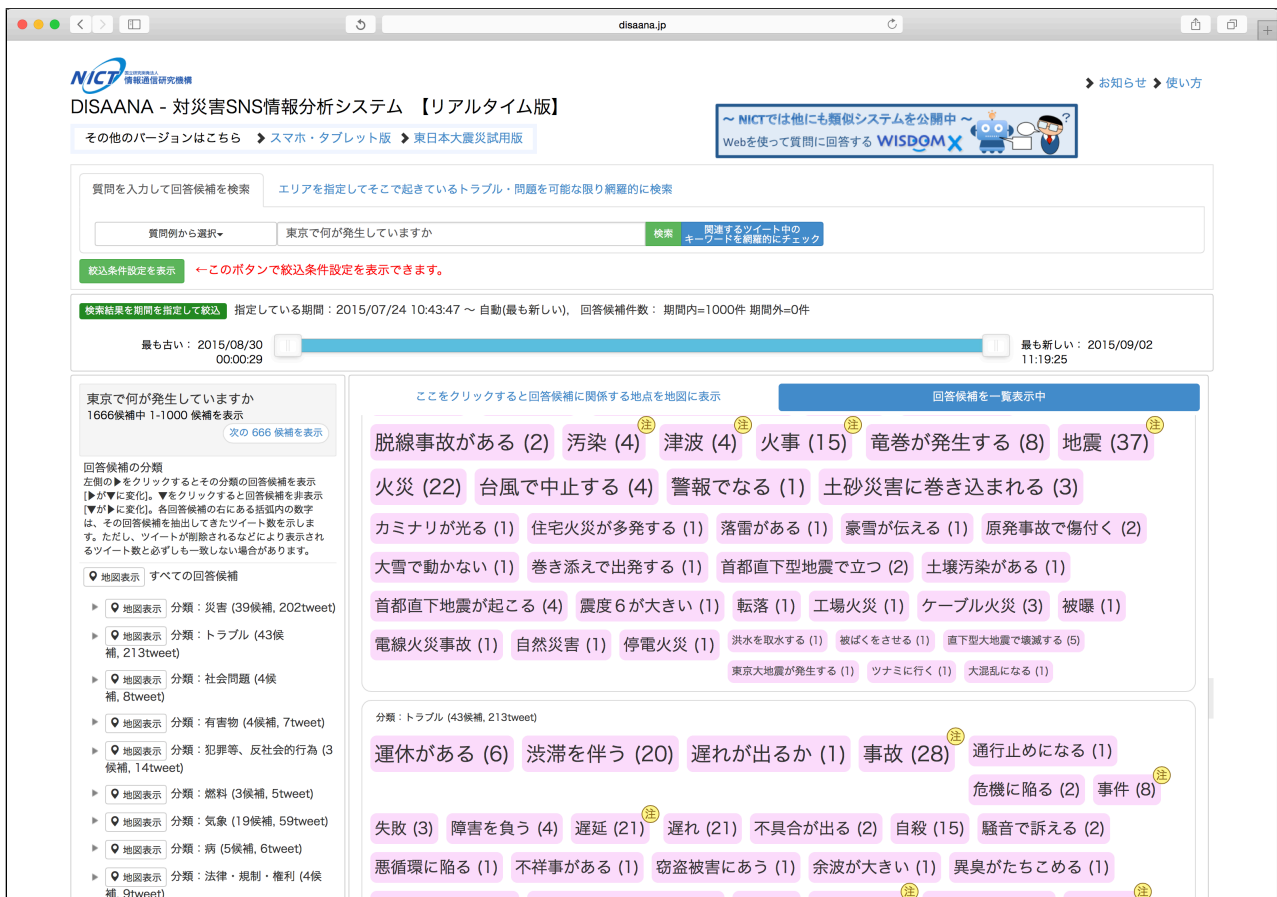 disaana.jp
NICT 国立研究開発法人
情報通信研究機構
お知らせ 使い方
DISAANA - 対災害SNS情報分析システム 【リアルタイム版】
その他のバージョンはこちら スマホ・タブレット版 東日本大震災試用版
~ NICTでは他にも類似システムを公開中 ~
Webを使って質問に回答する WISDOM X
?
質問を入力して回答候補を検索 エリアを指定してそこで起きているトラブル・問題を可能な限り網羅的に検索
質問例から選択▾ 東京で何が発生していますか 検索 関連するツイート中の
キーワードを網羅的にチェック
絞込条件設定を表示 ←このボタンで絞込条件設定を表示できます。
検索結果を期間を指定して絞込 指定している期間：2015/07/24 10:43:47 ～ 自動(最も新しい), 回答候補件数： 期間内=1000件 期間外=0件
最も古い： 2015/08/30
00:00:29
最も新しい： 2015/09/02
11:19:25
東京で何が発生していますか
1666候補中 1-1000 候補を表示
次の 666 候補を表示
回答候補の分類
左側の▶をクリックするとその分類の回答候補を表示
[▶が▼に変化]。▼をクリックすると回答候補を非表示
[▼が▶に変化]。各回答候補の右にある括弧内の数字
は、その回答候補を抽出してきたツイート数を示しま
す。ただし、ツイートが削除されるなどにより表示され
るツイート数と必ずしも一致しない場合があります。
地図表示 すべての回答候補
▶ 地図表示 分類：災害 (39候補, 202tweet)
▶ 地図表示 分類：トラブル (43候
補, 213tweet)
▶ 地図表示 分類：社会問題 (4候
補, 8tweet)
▶ 地図表示 分類：有害物 (4候補, 7tweet)
▶ 地図表示 分類：犯罪等、反社会的行為 (3
候補, 14tweet)
▶ 地図表示 分類：燃料 (3候補, 5tweet)
▶ 地図表示 分類：気象 (19候補, 59tweet)
▶ 地図表示 分類：病 (5候補, 6tweet)
▶ 地図表示 分類：法律・規制・権利 (4候
補, 9tweet)
ここをクリックすると回答候補に関係する地点を地図に表示 回答候補を一覧表示中
脱線事故がある (2) 汚染 (4) 注 津波 (4) 注 火事 (15) 注 竜巻が発生する (8) 地震 (37) 注
火災 (22) 台風で中止する (4) 警報でなる (1) 土砂災害に巻き込まれる (3)
カミナリが光る (1) 住宅火災が多発する (1) 落雷がある (1) 豪雪が伝える (1) 原発事故で傷付く (2)
大雪で動かない (1) 巻き添えで出発する (1) 首都直下型地震で立つ (2) 土壌汚染がある (1)
首都直下地震が起こる (4) 震度６が大きい (1) 転落 (1) 工場火災 (1) ケーブル火災 (3) 被曝 (1)
電線火災事故 (1) 自然災害 (1) 停電火災 (1) 洪水を取水する (1) 被ばくをさせる (1) 直下型大地震で壊滅する (5)
東京大地震が発生する (1) ツナミに行く (1) 大混乱になる (1)
分類：トラブル (43候補, 213tweet)
運休がある (6) 渋滞を伴う (20) 遅れが出るか (1) 事故 (28) 注 通行止めになる (1)
危機に陥る (2) 事件 (8) 注
失敗 (3) 障害を負う (4) 遅延 (21) 注 遅れ (21) 不具合が出る (2) 自殺 (15) 騒音で訴える (2)
悪循環に陥る (1) 不祥事がある (1) 窃盗被害にあう (1) 余波が大きい (1) 異臭がたちこめる (1)
注 注